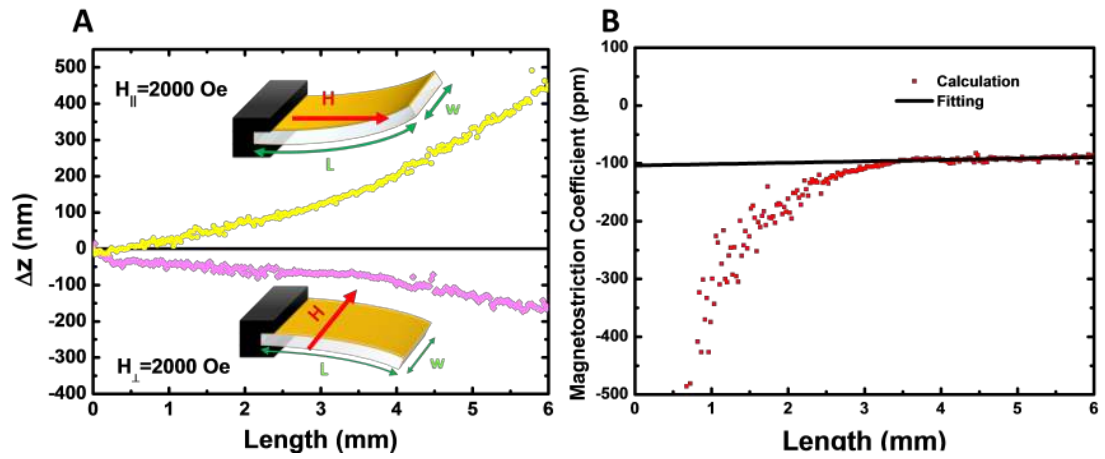 A
Δz (nm)
500
400
300
200
100
0
-100
-200
-300
-400
H||=2000 Oe
H
L
W
H⊥=2000 Oe
H
L
W
0 1 2 3 4 5 6
Length (mm)
B
Magnetostriction Coefficient (ppm)
100
0
-100
-200
-300
-400
-500
Calculation
Fitting
0 1 2 3 4 5 6
Length (mm)